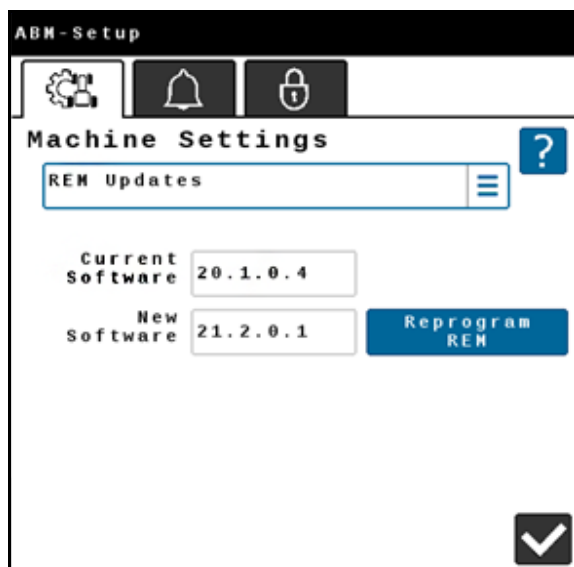 ABM-Setup
Machine Settings
?
REM Updates
Current
Software
20.1.0.4
New
Software
21.2.0.1
Reprogram
REM